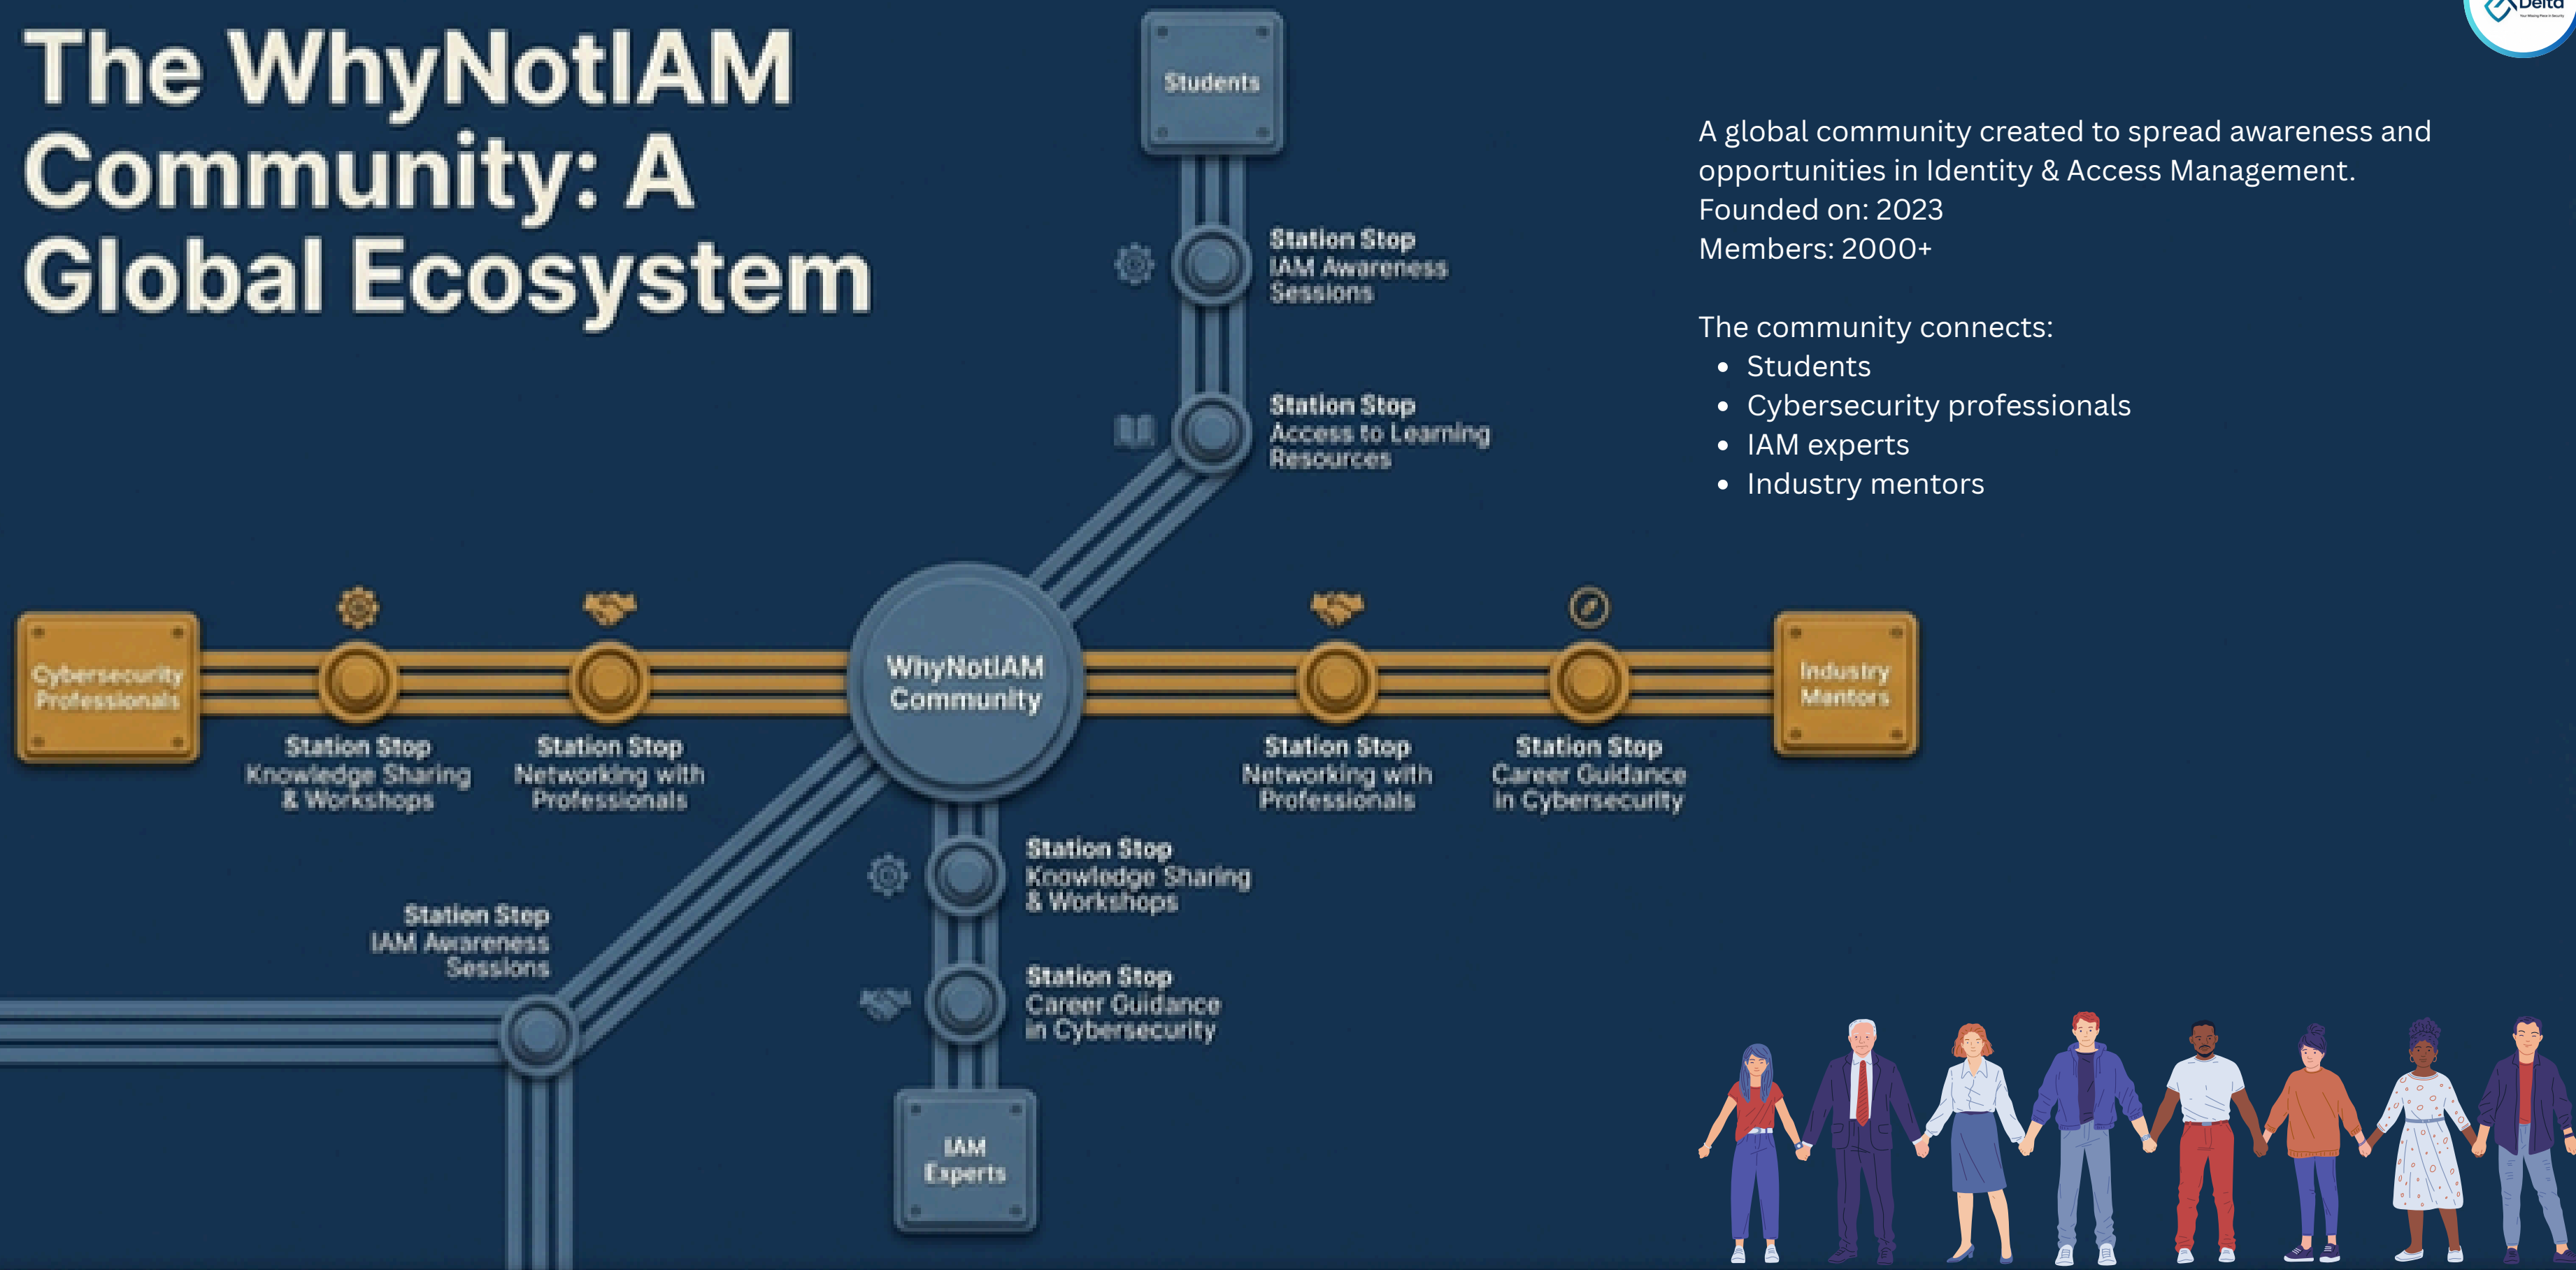 The WhyNotIAM
Community: A
Global Ecosystem
Delta
Students
Station Stop
IAM Awareness
Sessions
Station Stop
Access to Learning
Resources
A global community created to spread awareness and
opportunities in Identity & Access Management.
Founded on: 2023
Members: 2000+
The community connects:
• Students
• Cybersecurity professionals
• IAM experts
• Industry mentors
Cybersecurity
Professionals
Station Stop
Knowledge Sharing
& Workshops
Station Stop
Networking with
Professionals
WhyNotIAM
Community
Station Stop
Networking with
Professionals
Station Stop
Career Guidance
in Cybersecurity
Industry
Mentors
Station Stop
IAM Awareness
Sessions
Station Stop
Knowledge Sharing
& Workshops
Station Stop
Career Guidance
in Cybersecurity
IAM
Experts